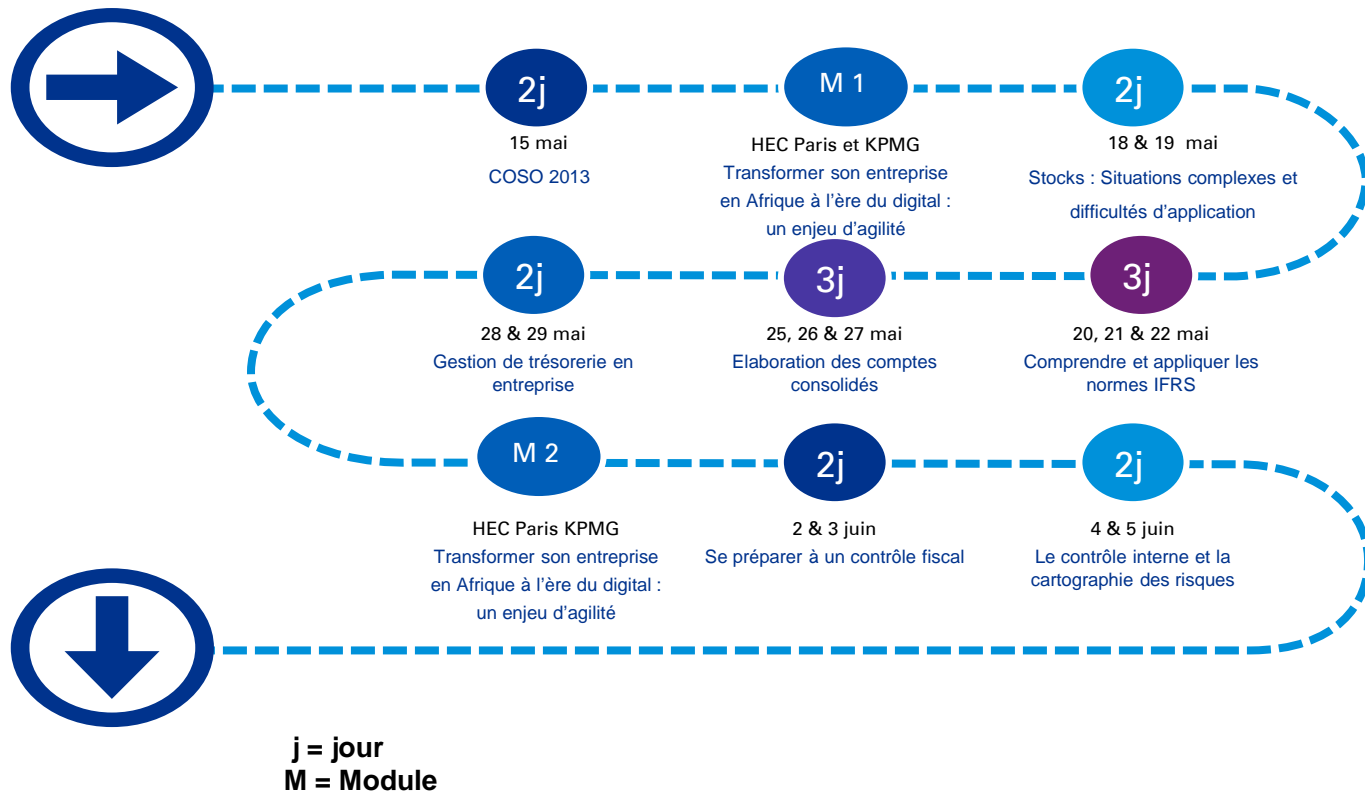 2j
15 mai
COSO 2013
M 1
HEC Paris et KPMG
Transformer son entreprise
en Afrique à l'ère du digital :
un enjeu d'agilité
2j
18 & 19 mai
Stocks : Situations complexes et
difficultés d'application
3j
20, 21 & 22 mai
Comprendre et appliquer les
normes IFRS
3j
25, 26 & 27 mai
Elaboration des comptes
consolidés
2j
28 & 29 mai
Gestion de trésorerie en
entreprise
M 2
HEC Paris KPMG
Transformer son entreprise
en Afrique à l'ère du digital :
un enjeu d'agilité
2j
2 & 3 juin
Se préparer à un contrôle fiscal
2j
4 & 5 juin
Le contrôle interne et la
cartographie des risques
j = jour
M = Module